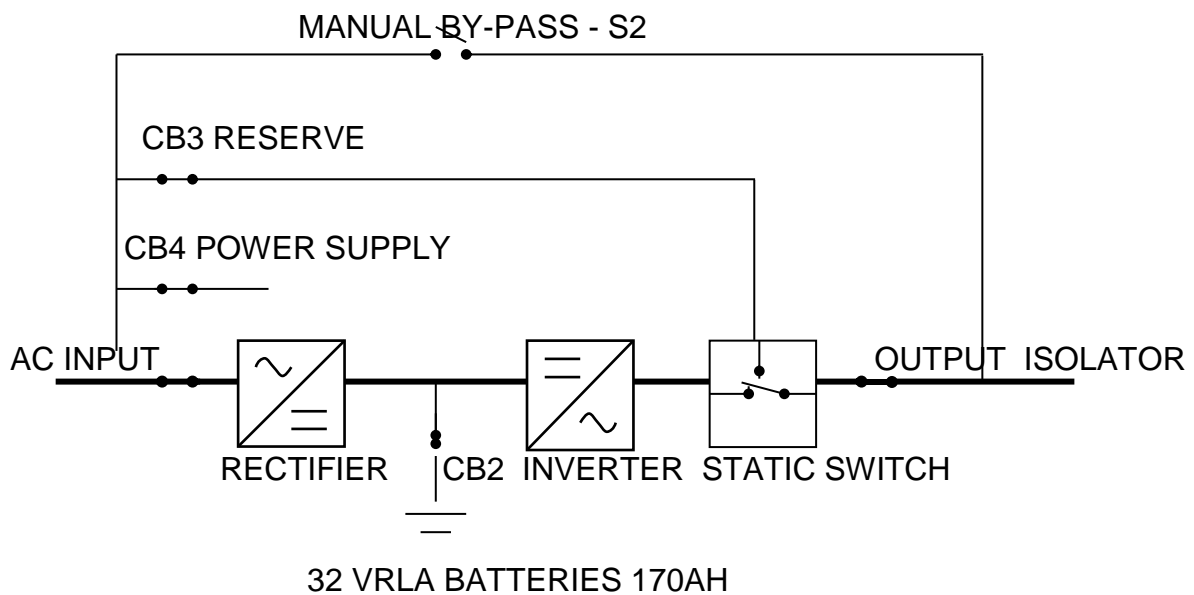 MANUAL BY-PASS - S2
CB3 RESERVE
CB4 POWER SUPPLY
AC INPUT
OUTPUT ISOLATOR
RECTIFIER
CB2
INVERTER
STATIC SWITCH
32 VRLA BATTERIES 170AH